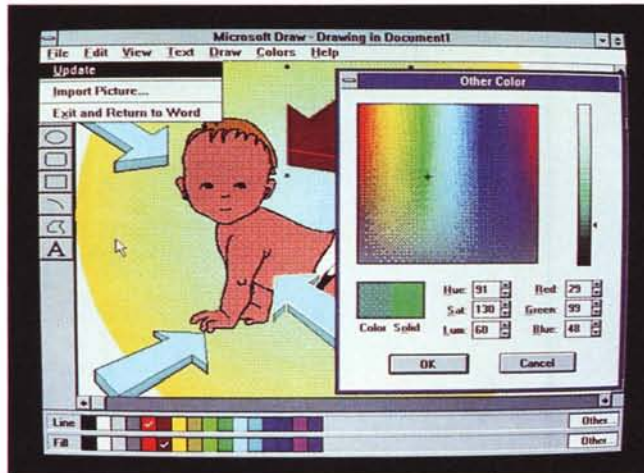 Microsoft Draw - Drawing in Document1
File Edit View Text Draw Colors Help
Update
Import Picture...
Exit and Return to Word
A
Other Color
Hue: 91 Red: 29
Sat: 130 Green: 99
Lum: 60 Blue: 48
Color Solid
OK Cancel
Line Other...
Fill Other...